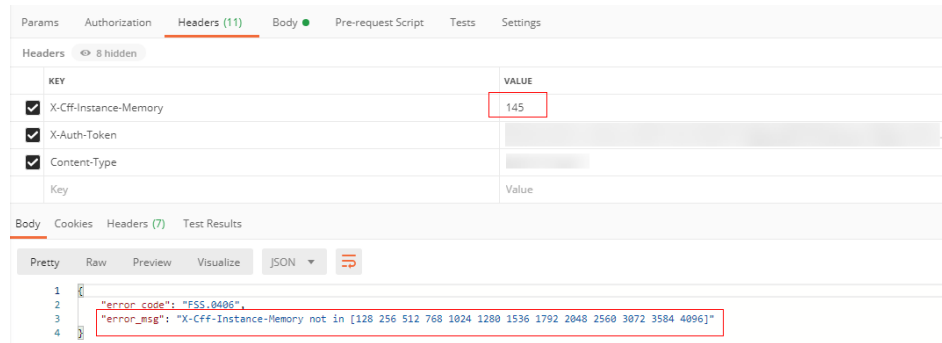 Params Authorization Headers (11) Body Pre-request Script Tests Settings
Headers 8 hidden
KEY VALUE
X-Cff-Instance-Memory 145
X-Auth-Token
Content-Type
Key Value
Body Cookies Headers (7) Test Results
Pretty Raw Preview Visualize JSON
1 {
2 "error_code": "FSS.0406",
3 "error_msg": "X-Cff-Instance-Memory not in [128 256 512 768 1024 1280 1536 1792 2048 2560 3072 3584 4096]"
4 }